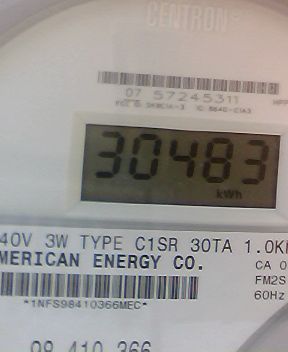 CENTRON®
07 57245311
30483
kWh
40V 3W TYPE C1SR 30TA 1.0K
MERICAN ENERGY CO.
CA 0
FM2S
60Hz
*1NFS98410366MEC*
98 410 366